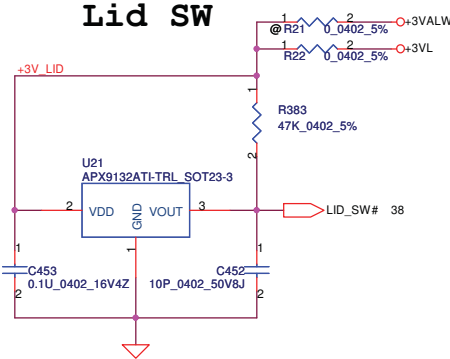 Lid SW
1 2
@ R21 0_0402_5% +3VALW
1 2
R22 0_0402_5% +3VL
+3V_LID
1
R383
47K_0402_5%
2
U21
APX9132ATI-TRL_SOT23-3
2 VDD GND VOUT 3
LID_SW# 38
1
1 1
C453 C452
0.1U_0402_16V4Z 10P_0402_50V8J
2 2